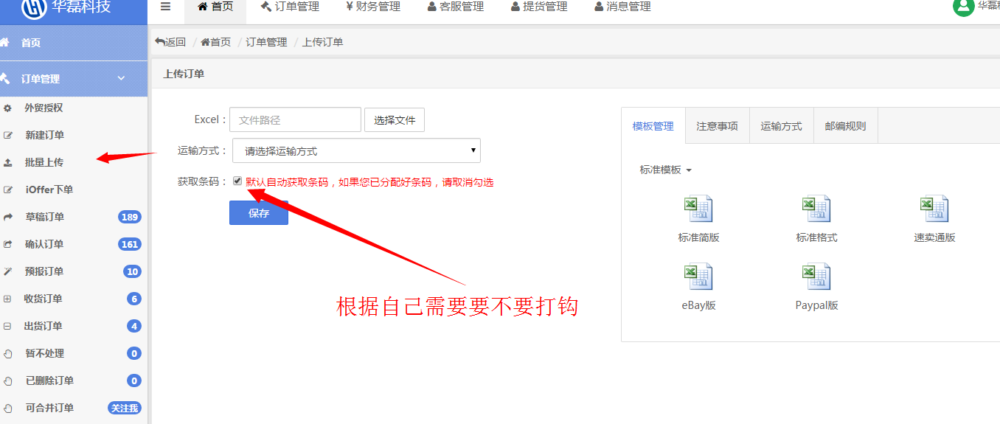 华磊科技
首页
订单管理
¥ 财务管理
客服管理
提货管理
消息管理
华磊科
首页
订单管理
外贸授权
新建订单
批量上传
iOffer下单
草稿订单 189
确认订单 161
预报订单 10
收货订单 6
出货订单 4
暂不处理 0
已删除订单 0
可合并订单 关注我
返回 / 首页 / 订单管理 / 上传订单
上传订单
Excel： 文件路径 选择文件
运输方式： 请选择运输方式
获取条码： 默认自动获取条码，如果您已分配好条码，请取消勾选
保存
根据自己需要要不要打钩
模板管理 注意事项 运输方式 邮编规则
标准模板
标准简版 标准格式 速卖通版
eBay版 Paypal版